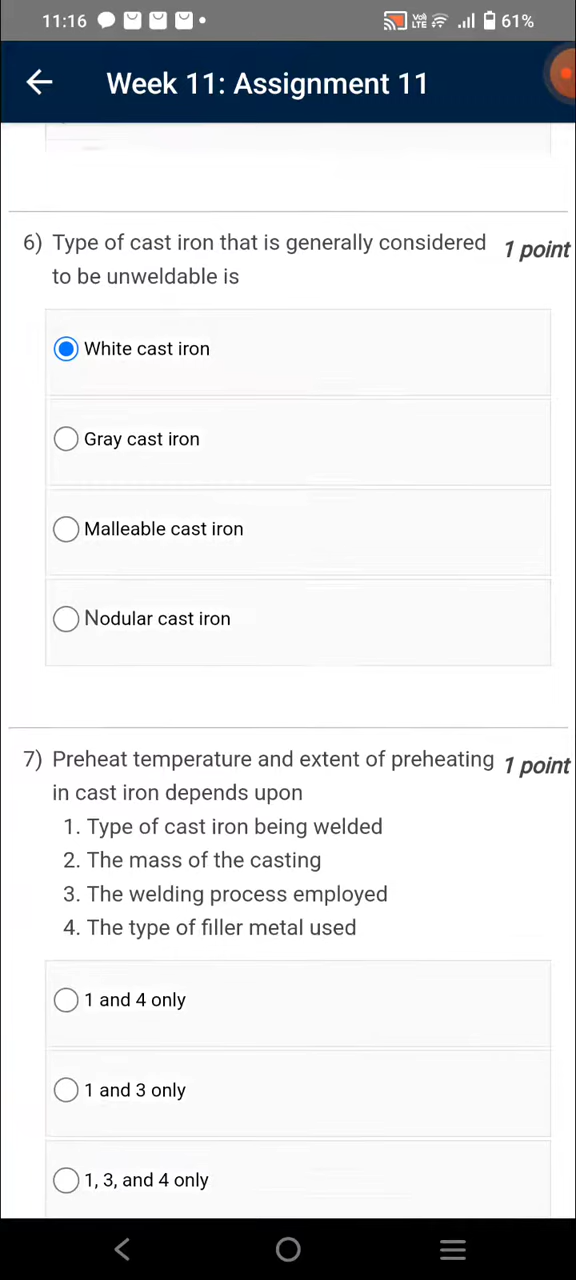 11:16
Vo)) LTE
61%
Week 11: Assignment 11
6) Type of cast iron that is generally considered 1 point
to be unweldable is
White cast iron
Gray cast iron
Malleable cast iron
Nodular cast iron
7) Preheat temperature and extent of preheating 1 point
in cast iron depends upon
1. Type of cast iron being welded
2. The mass of the casting
3. The welding process employed
4. The type of filler metal used
1 and 4 only
1 and 3 only
1, 3, and 4 only